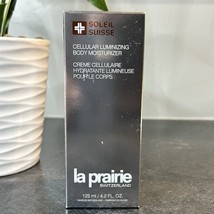 SOLEIL
SUISSE
CELLULAR LUMINIZING
BODY MOISTURIZER
CREME CELLULAIRE
HYDRATANTE LUMINEUSE
POUR LE CORPS
la prairie
SWITZERLAND
125 ml / 4.2 FL. OZ.